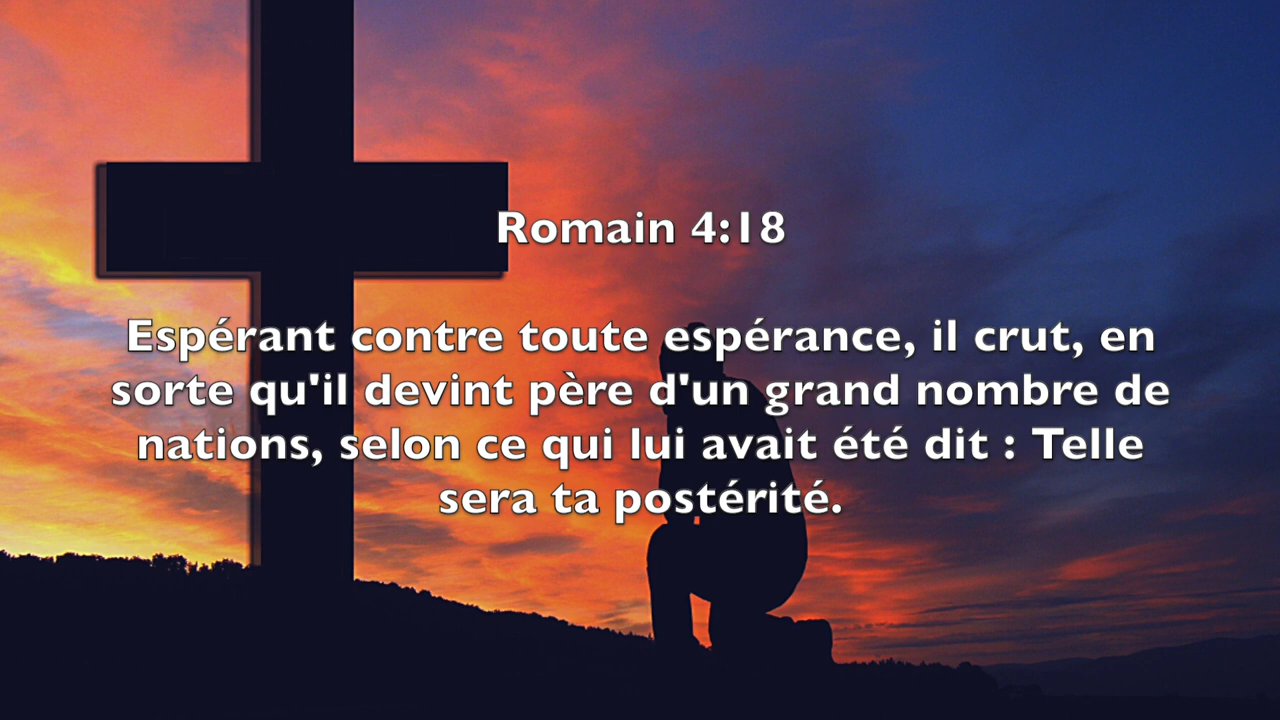 Romain 4:18
Espérant contre toute espérance, il crut, en
sorte qu'il devint père d'un grand nombre de
nations, selon ce qui lui avait été dit : Telle
sera ta postérité.